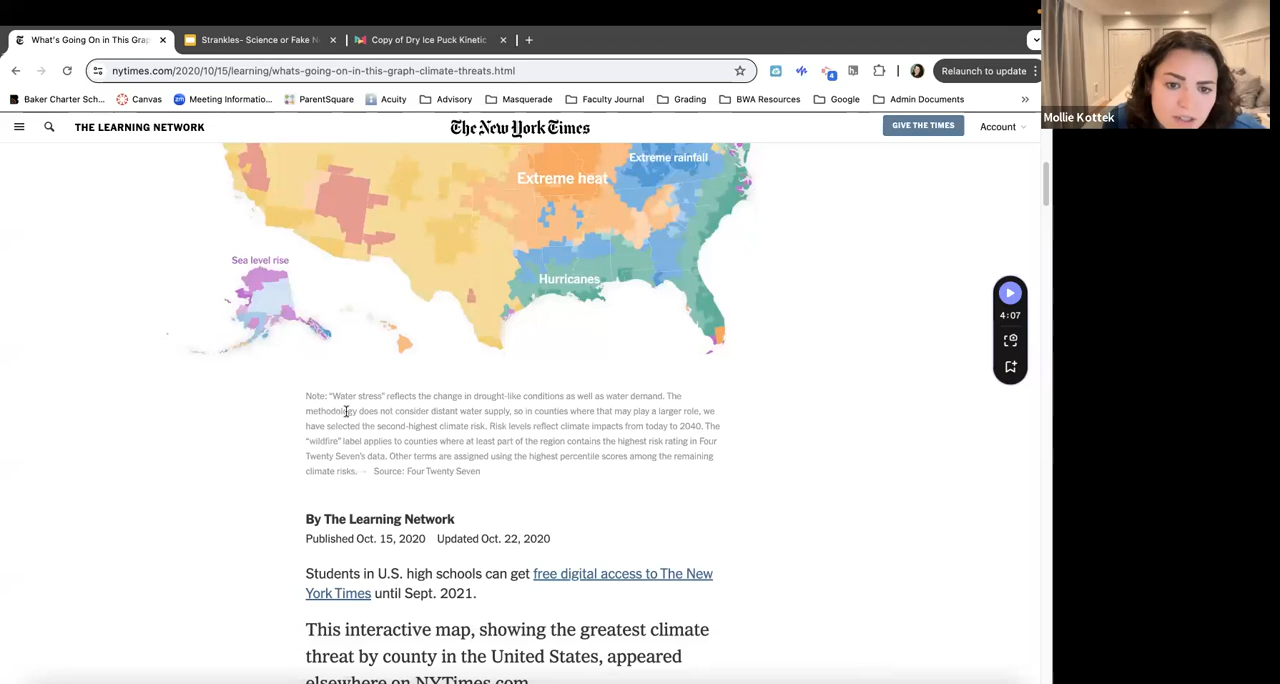 What's Going On in This Grap
Strankles- Science or Fake N
Copy of Dry Ice Puck Kinetic
nytimes.com/2020/10/15/learning/whats-going-on-in-this-graph-climate-threats.html
4
Relaunch to update
Baker Charter Sch...
Canvas
Meeting Informatio...
ParentSquare
Acuity
Advisory
Masquerade
Faculty Journal
Grading
BWA Resources
Google
Admin Documents
Mollie Kottek
THE LEARNING NETWORK
The New York Times
GIVE THE TIMES
Account
Extreme rainfall
Extreme heat
Sea level rise
Hurricanes
4:07
Note: “Water stress” reflects the change in drought-like conditions as well as water demand. The
methodology does not consider distant water supply, so in counties where that may play a larger role, we
have selected the second-highest climate risk. Risk levels reflect climate impacts from today to 2040. The
“wildfire” label applies to counties where at least part of the region contains the highest risk rating in Four
Twenty Seven’s data. Other terms are assigned using the highest percentile scores among the remaining
climate risks. Source: Four Twenty Seven
By The Learning Network
Published Oct. 15, 2020 Updated Oct. 22, 2020
Students in U.S. high schools can get free digital access to The New
York Times until Sept. 2021.
This interactive map, showing the greatest climate
threat by county in the United States, appeared
elsewhere on NYTimes.com